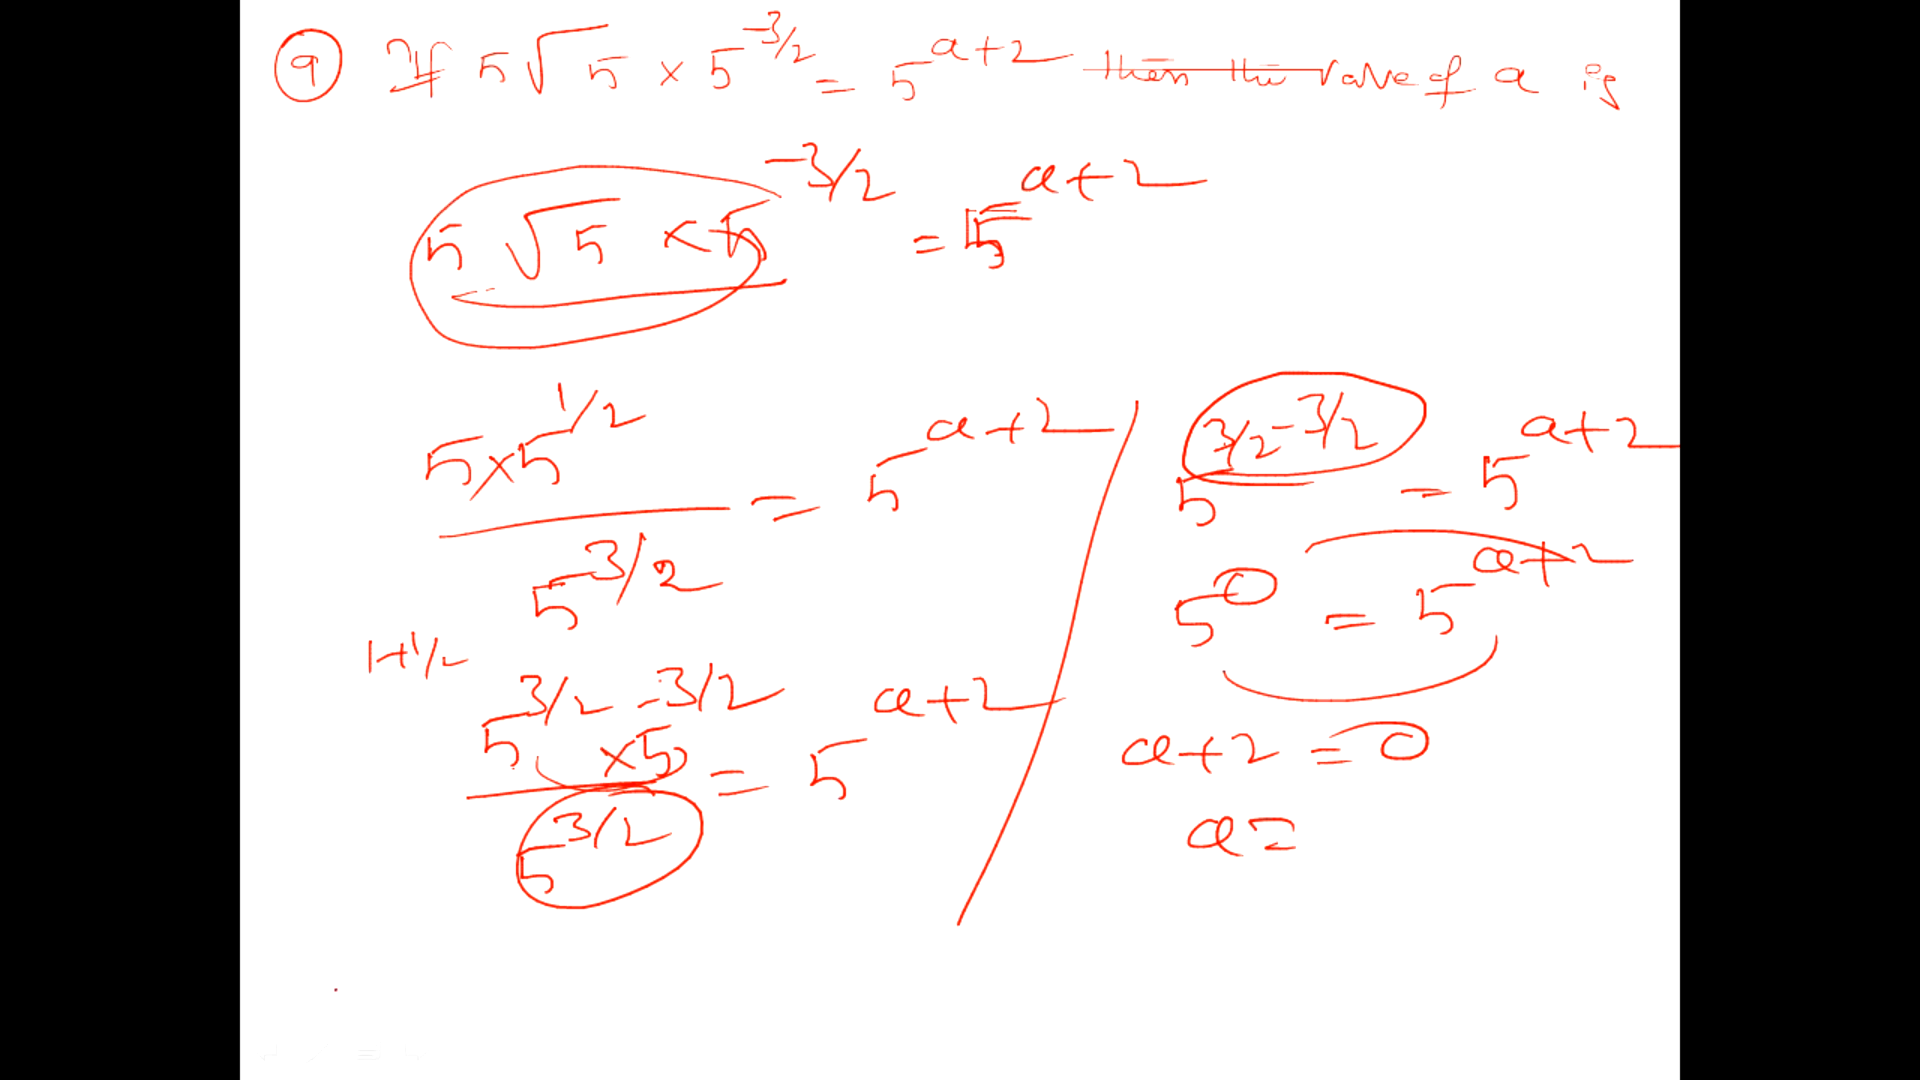 9 If 5√5 × 5^-3/2 = 5^a+2 then the value of a is
5 √5 × 5^-3/2 = 5^a+2
5×5^1/2 / 5^3/2 = 5^a+2
1+1/2
5^3/2 × 5^-3/2 / 5^3/2 = 5^a+2
5^3/2-3/2 = 5^a+2
5^0 = 5^a+2
a+2 = 0
a=